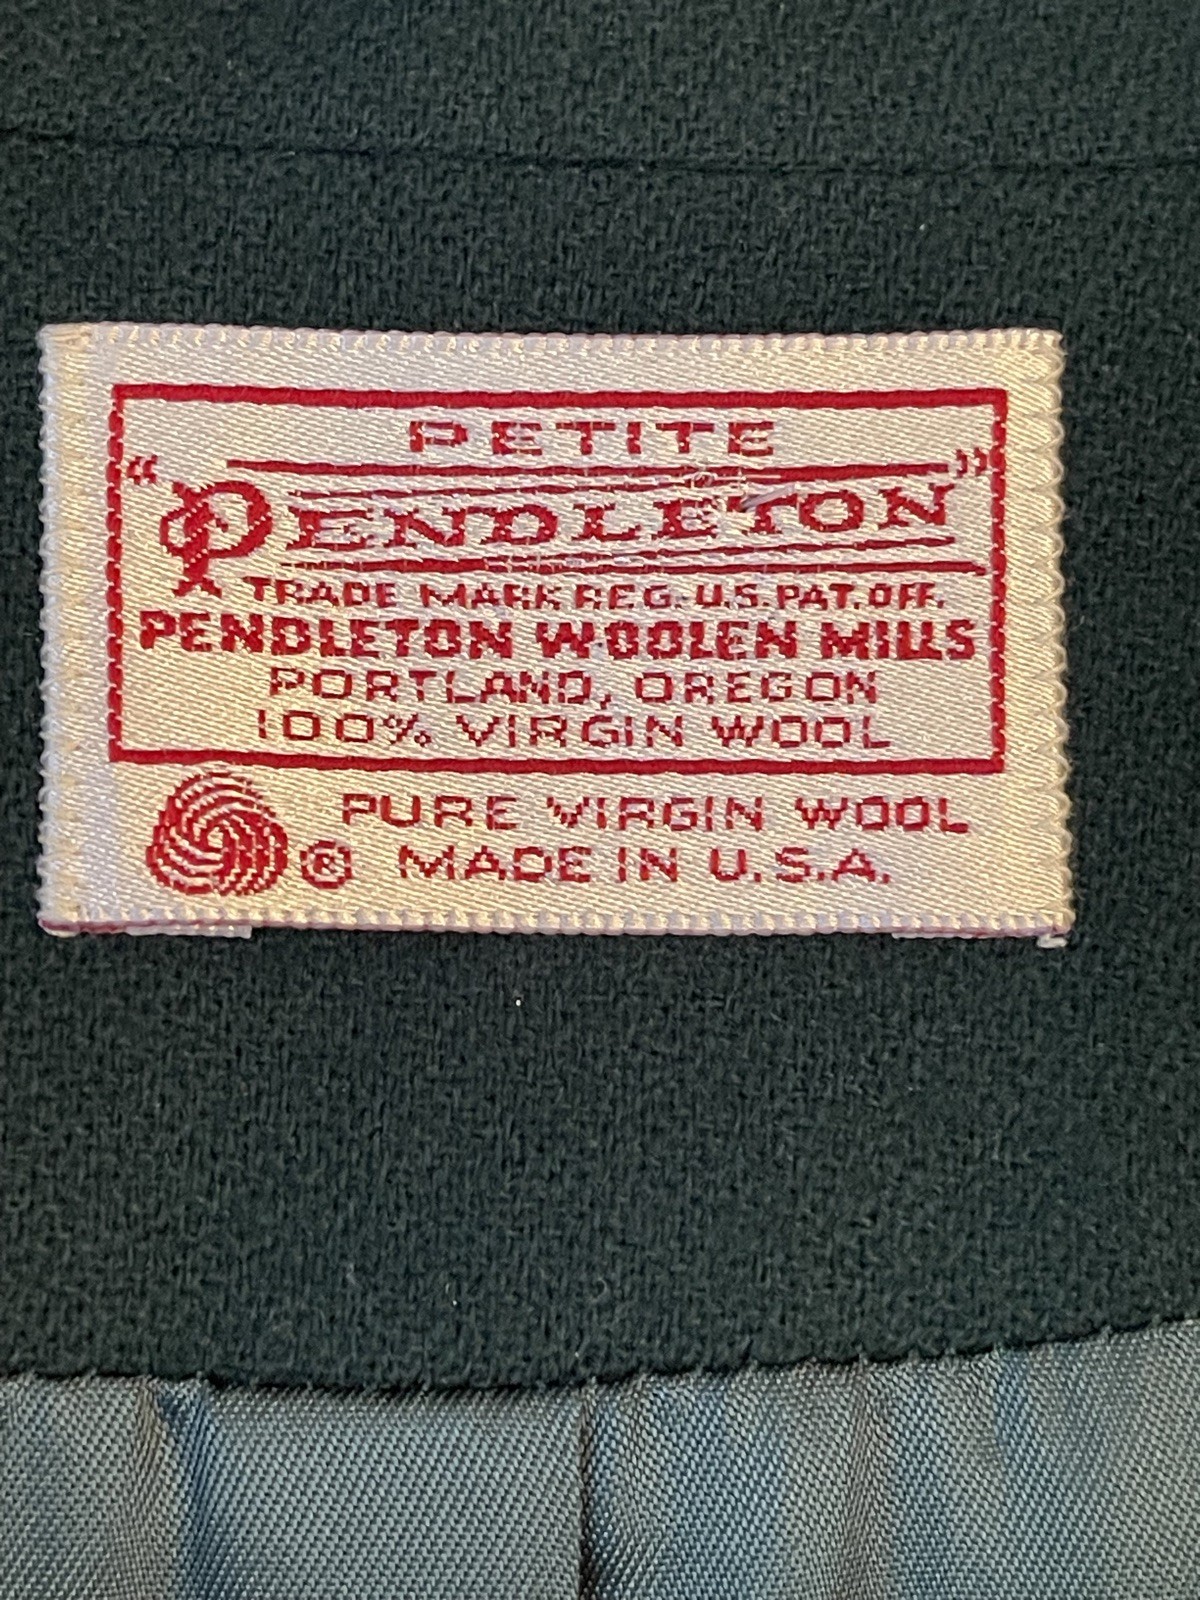 PETITE
"PENDLETON"
TRADE MARK REG. U.S. PAT. OFF.
PENDLETON WOOLEN MILLS
PORTLAND, OREGON
100% VIRGIN WOOL
PURE VIRGIN WOOL
® MADE IN U.S.A.